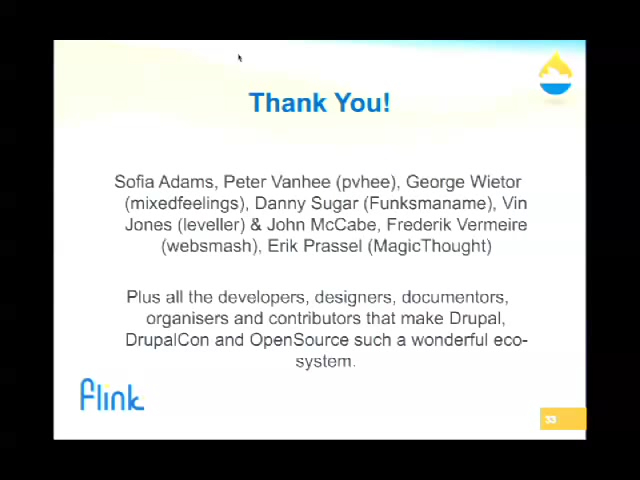 Thank You!
Sofia Adams, Peter Vanhee (pvhee), George Wietor
(mixedfeelings), Danny Sugar (Funksmaname), Vin
Jones (leveller) & John McCabe, Frederik Vermeire
(websmash), Erik Prassel (MagicThought)
Plus all the developers, designers, documentors,
organisers and contributors that make Drupal,
DrupalCon and OpenSource such a wonderful eco-
system.
flink
33